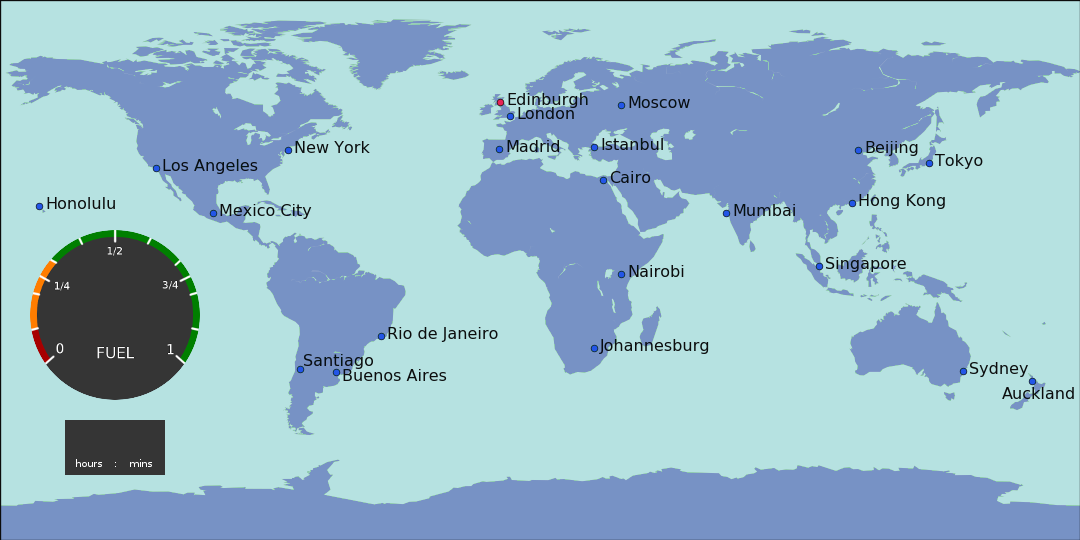 Edinburgh
Moscow
London
New York
Madrid
Istanbul
Beijing
Tokyo
Los Angeles
Cairo
Honolulu
Mexico City
Mumbai
Hong Kong
1/2
Singapore
Nairobi
1/4
3/4
Rio de Janeiro
Johannesburg
0
FUEL
1
Santiago
Buenos Aires
Sydney
Auckland
hours : mins